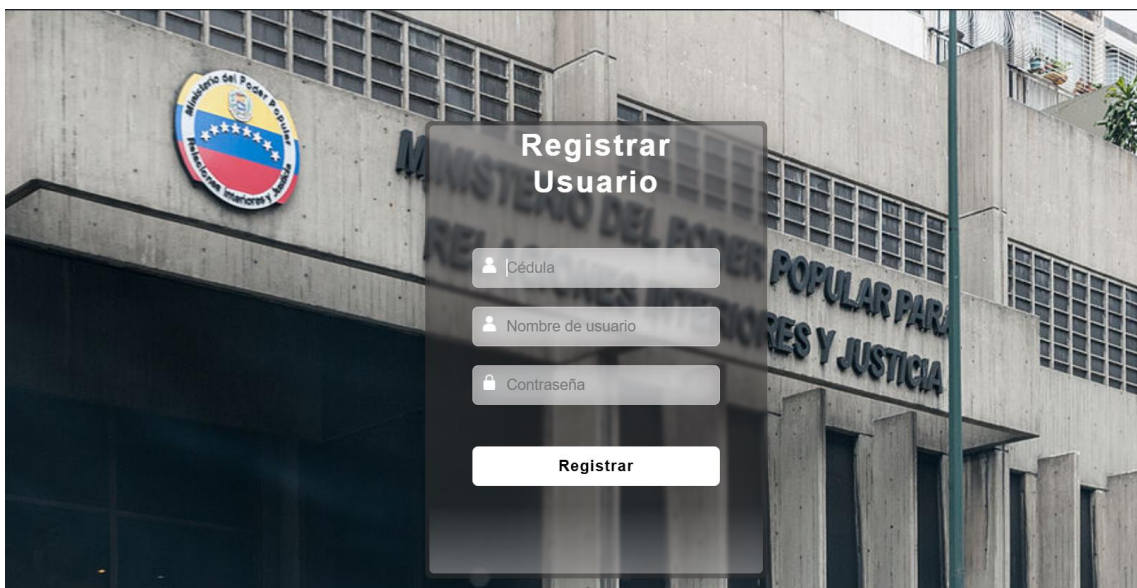 Ministerio del Poder Popular
Relaciones Interiores y Justicia
MINISTERIO DEL PODER POPULAR PARA
RELACIONES INTERIORES Y JUSTICIA
Registrar
Usuario
Cédula
Nombre de usuario
Contraseña
Registrar